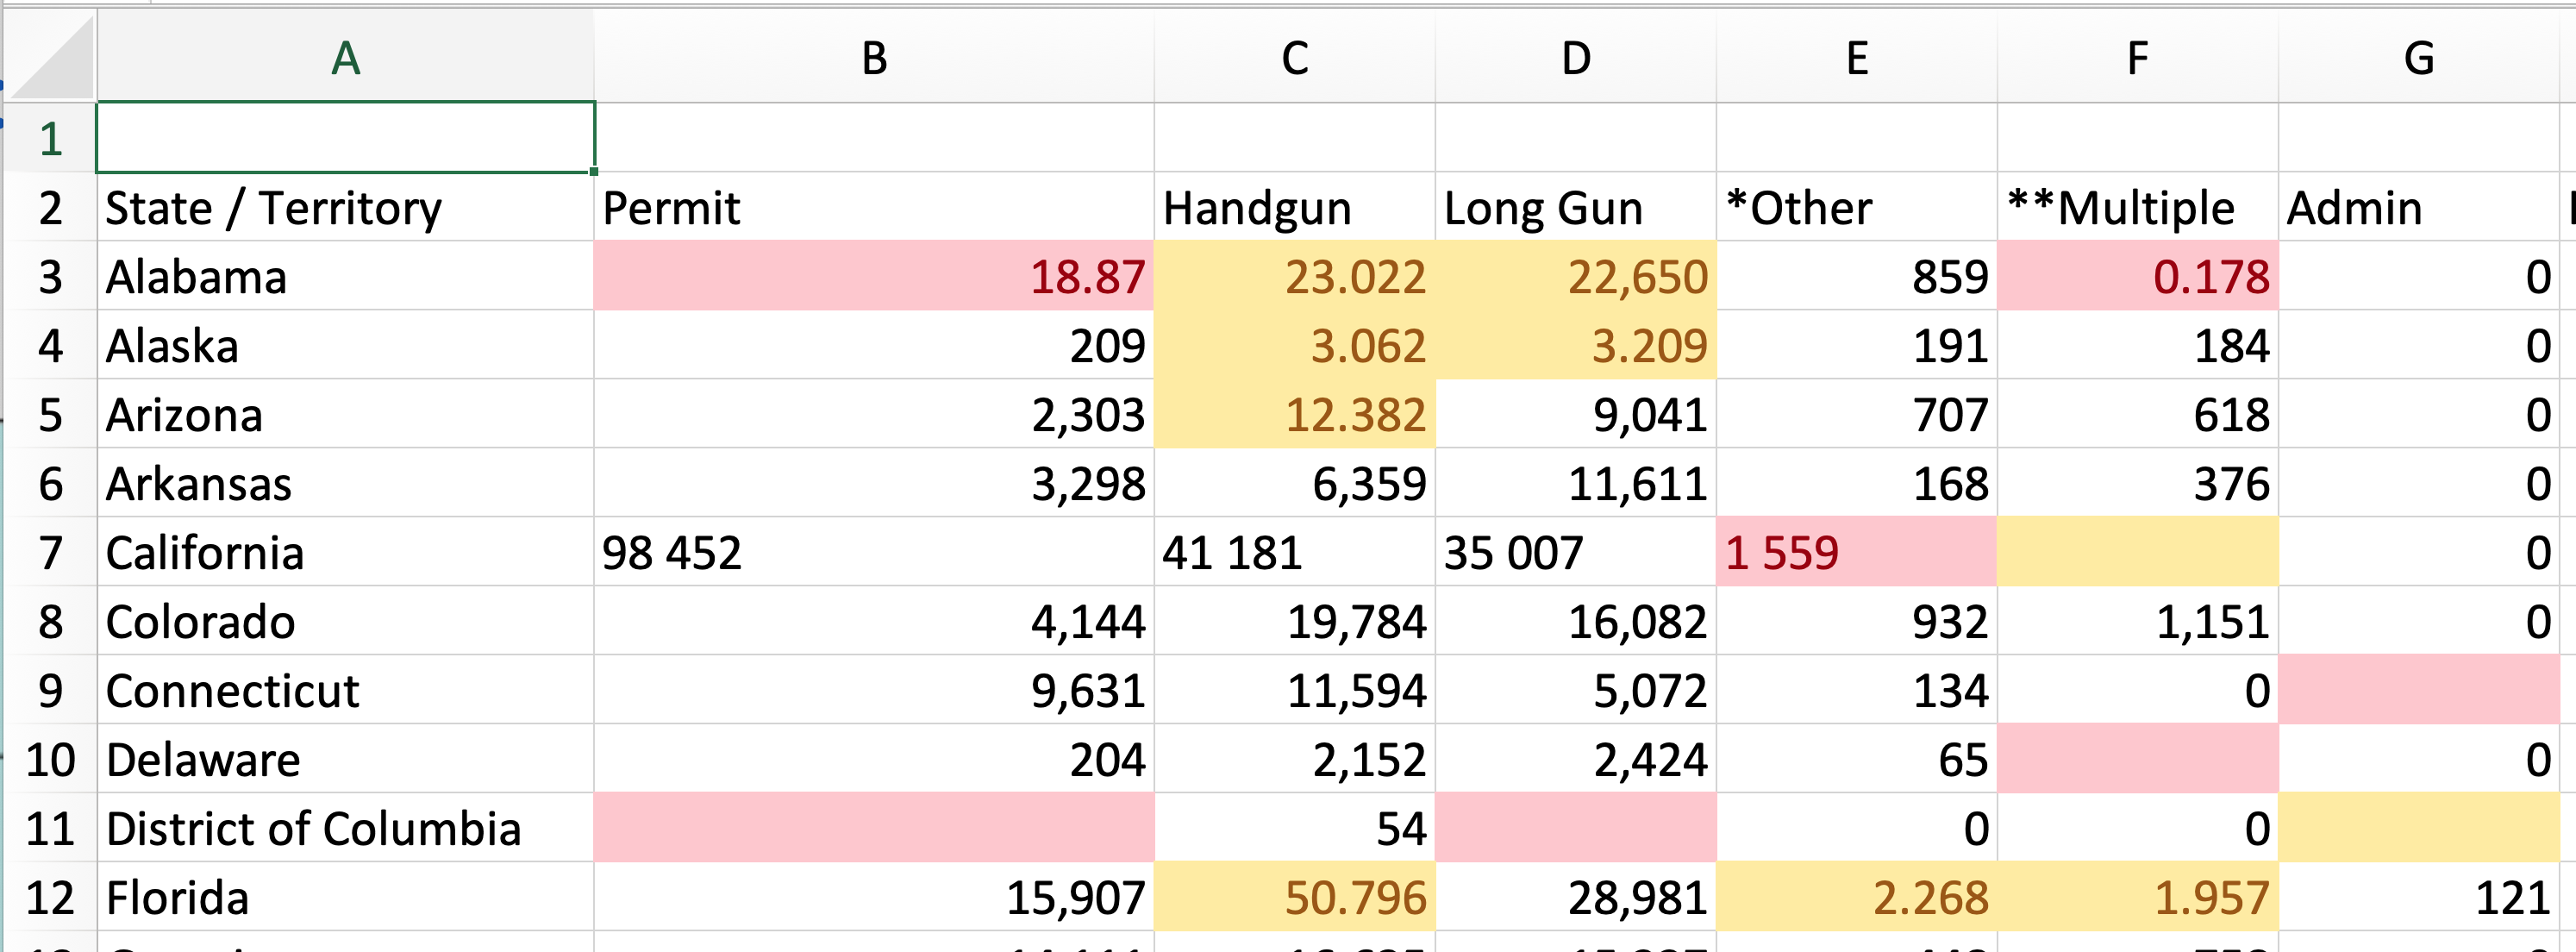 A B C D E F G
1
2 State / Territory Permit Handgun Long Gun *Other **Multiple Admin
3 Alabama 18.87 23.022 22,650 859 0.178 0
4 Alaska 209 3.062 3.209 191 184 0
5 Arizona 2,303 12.382 9,041 707 618 0
6 Arkansas 3,298 6,359 11,611 168 376 0
7 California 98 452 41 181 35 007 1 559 0
8 Colorado 4,144 19,784 16,082 932 1,151 0
9 Connecticut 9,631 11,594 5,072 134 0
10 Delaware 204 2,152 2,424 65 0
11 District of Columbia 54 0 0
12 Florida 15,907 50.796 28,981 2.268 1.957 121